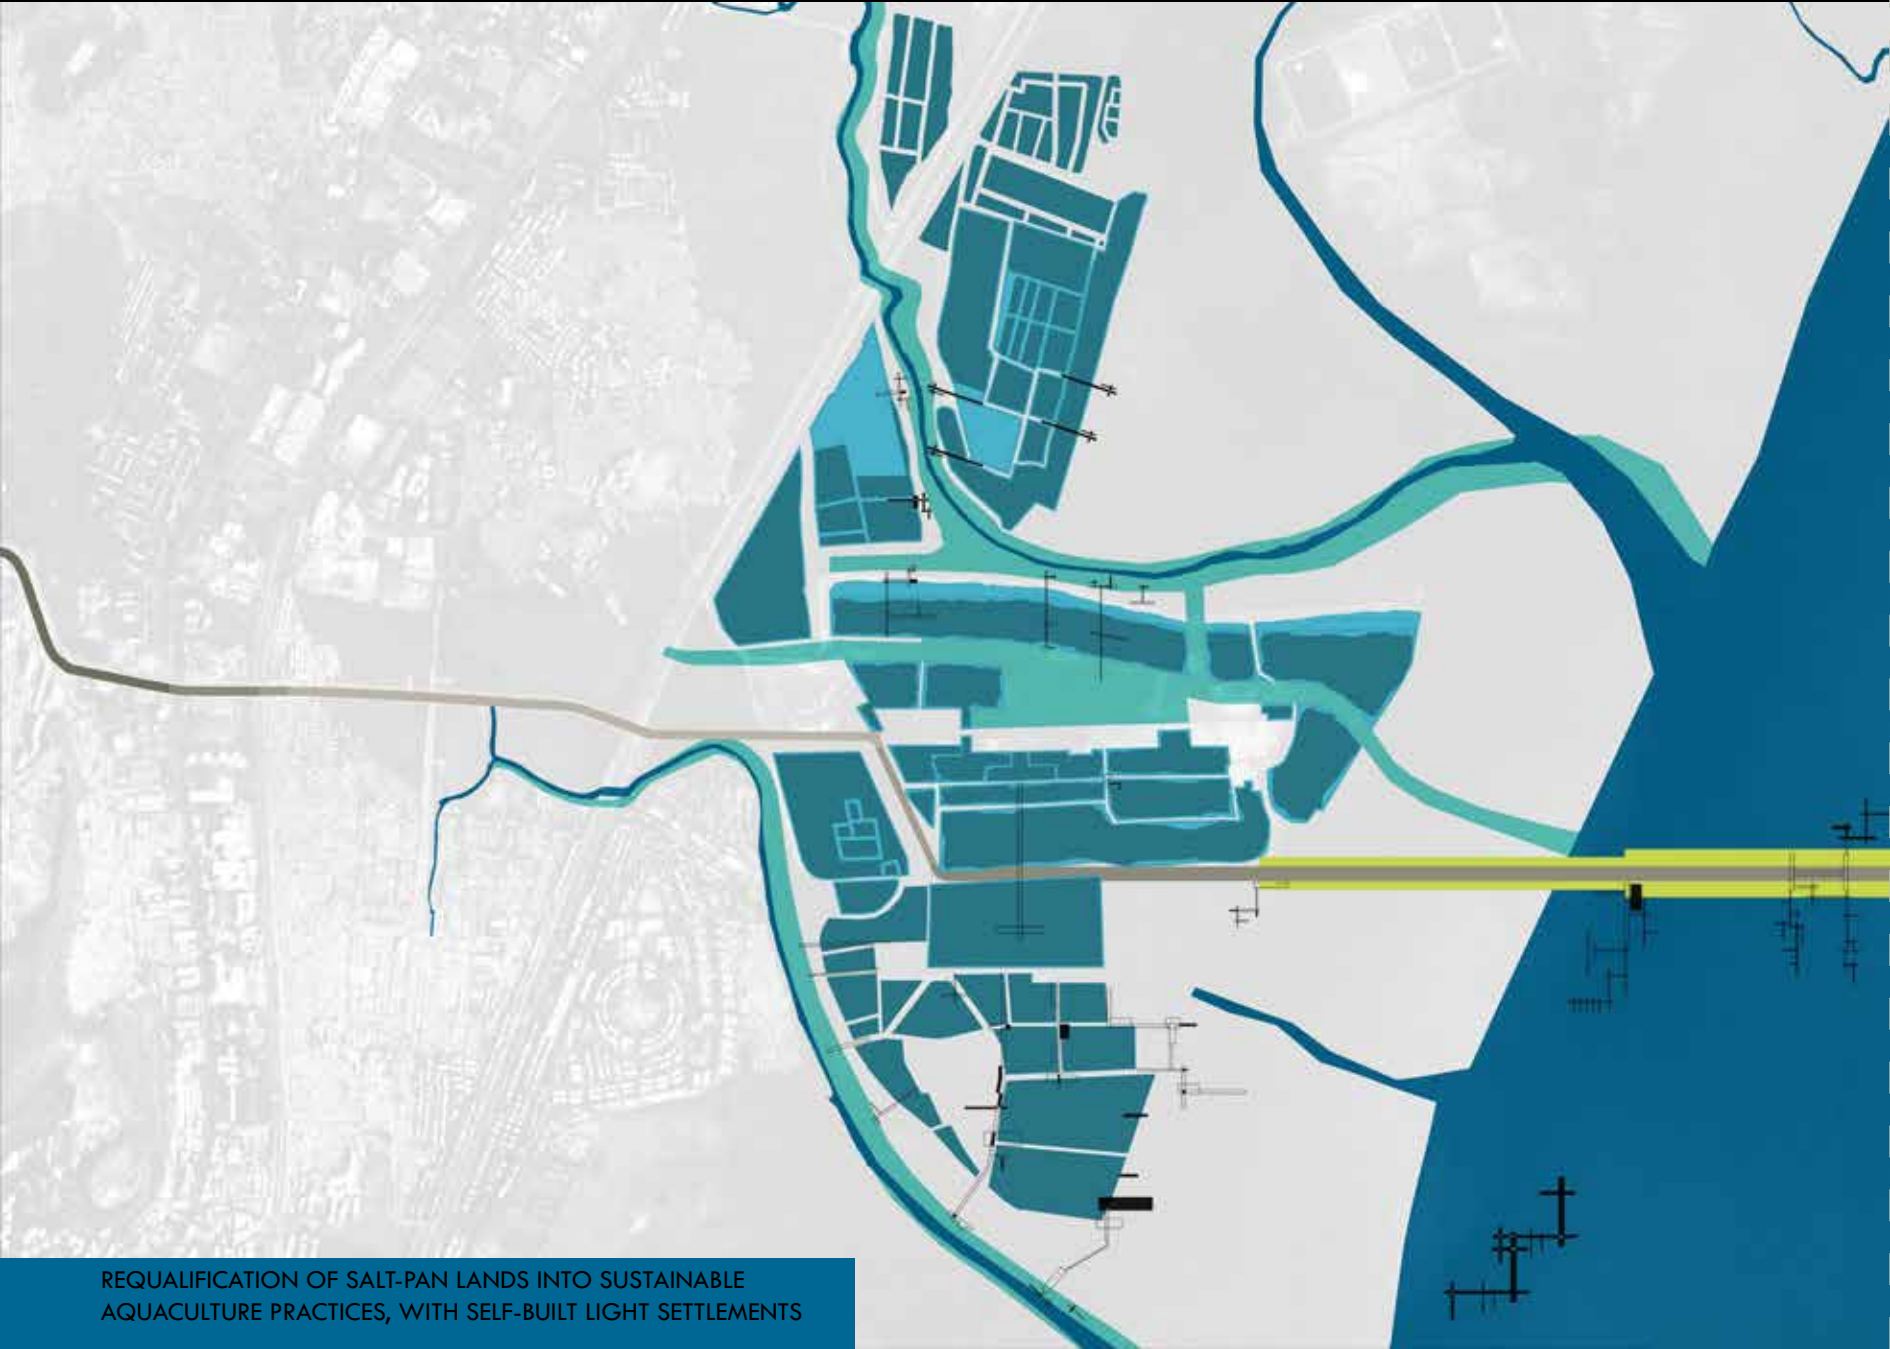 REQUALIFICATION OF SALT-PAN LANDS INTO SUSTAINABLE
AQUACULTURE PRACTICES, WITH SELF-BUILT LIGHT SETTLEMENTS